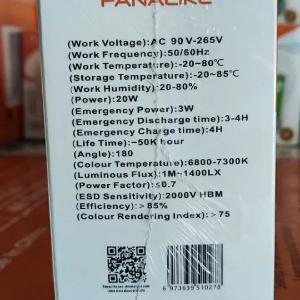 PANALIKE
(Work Voltage): AC 90V-265V
(Work Frequency): 50/60Hz
(Work Temperature): -20~80℃
(Storage Temperature): -20~85℃
(Work Humidity): 20-80%
(Power): 20W
(Emergency Power): 3W
(Emergency Discharge time): 3-4H
(Emergency Charge time): 4H
(Life Time): ~50K hour
(Angle): 180
(Colour Temperature): 6800-7300K
(Luminous Flux): 1M~1400LX
(Power Factor): ≤0.7
(ESD Sensitivity): 2000V HBM
(Efficiency): > 85%
(Colour Rendering Index): > 75
6 973639 510278